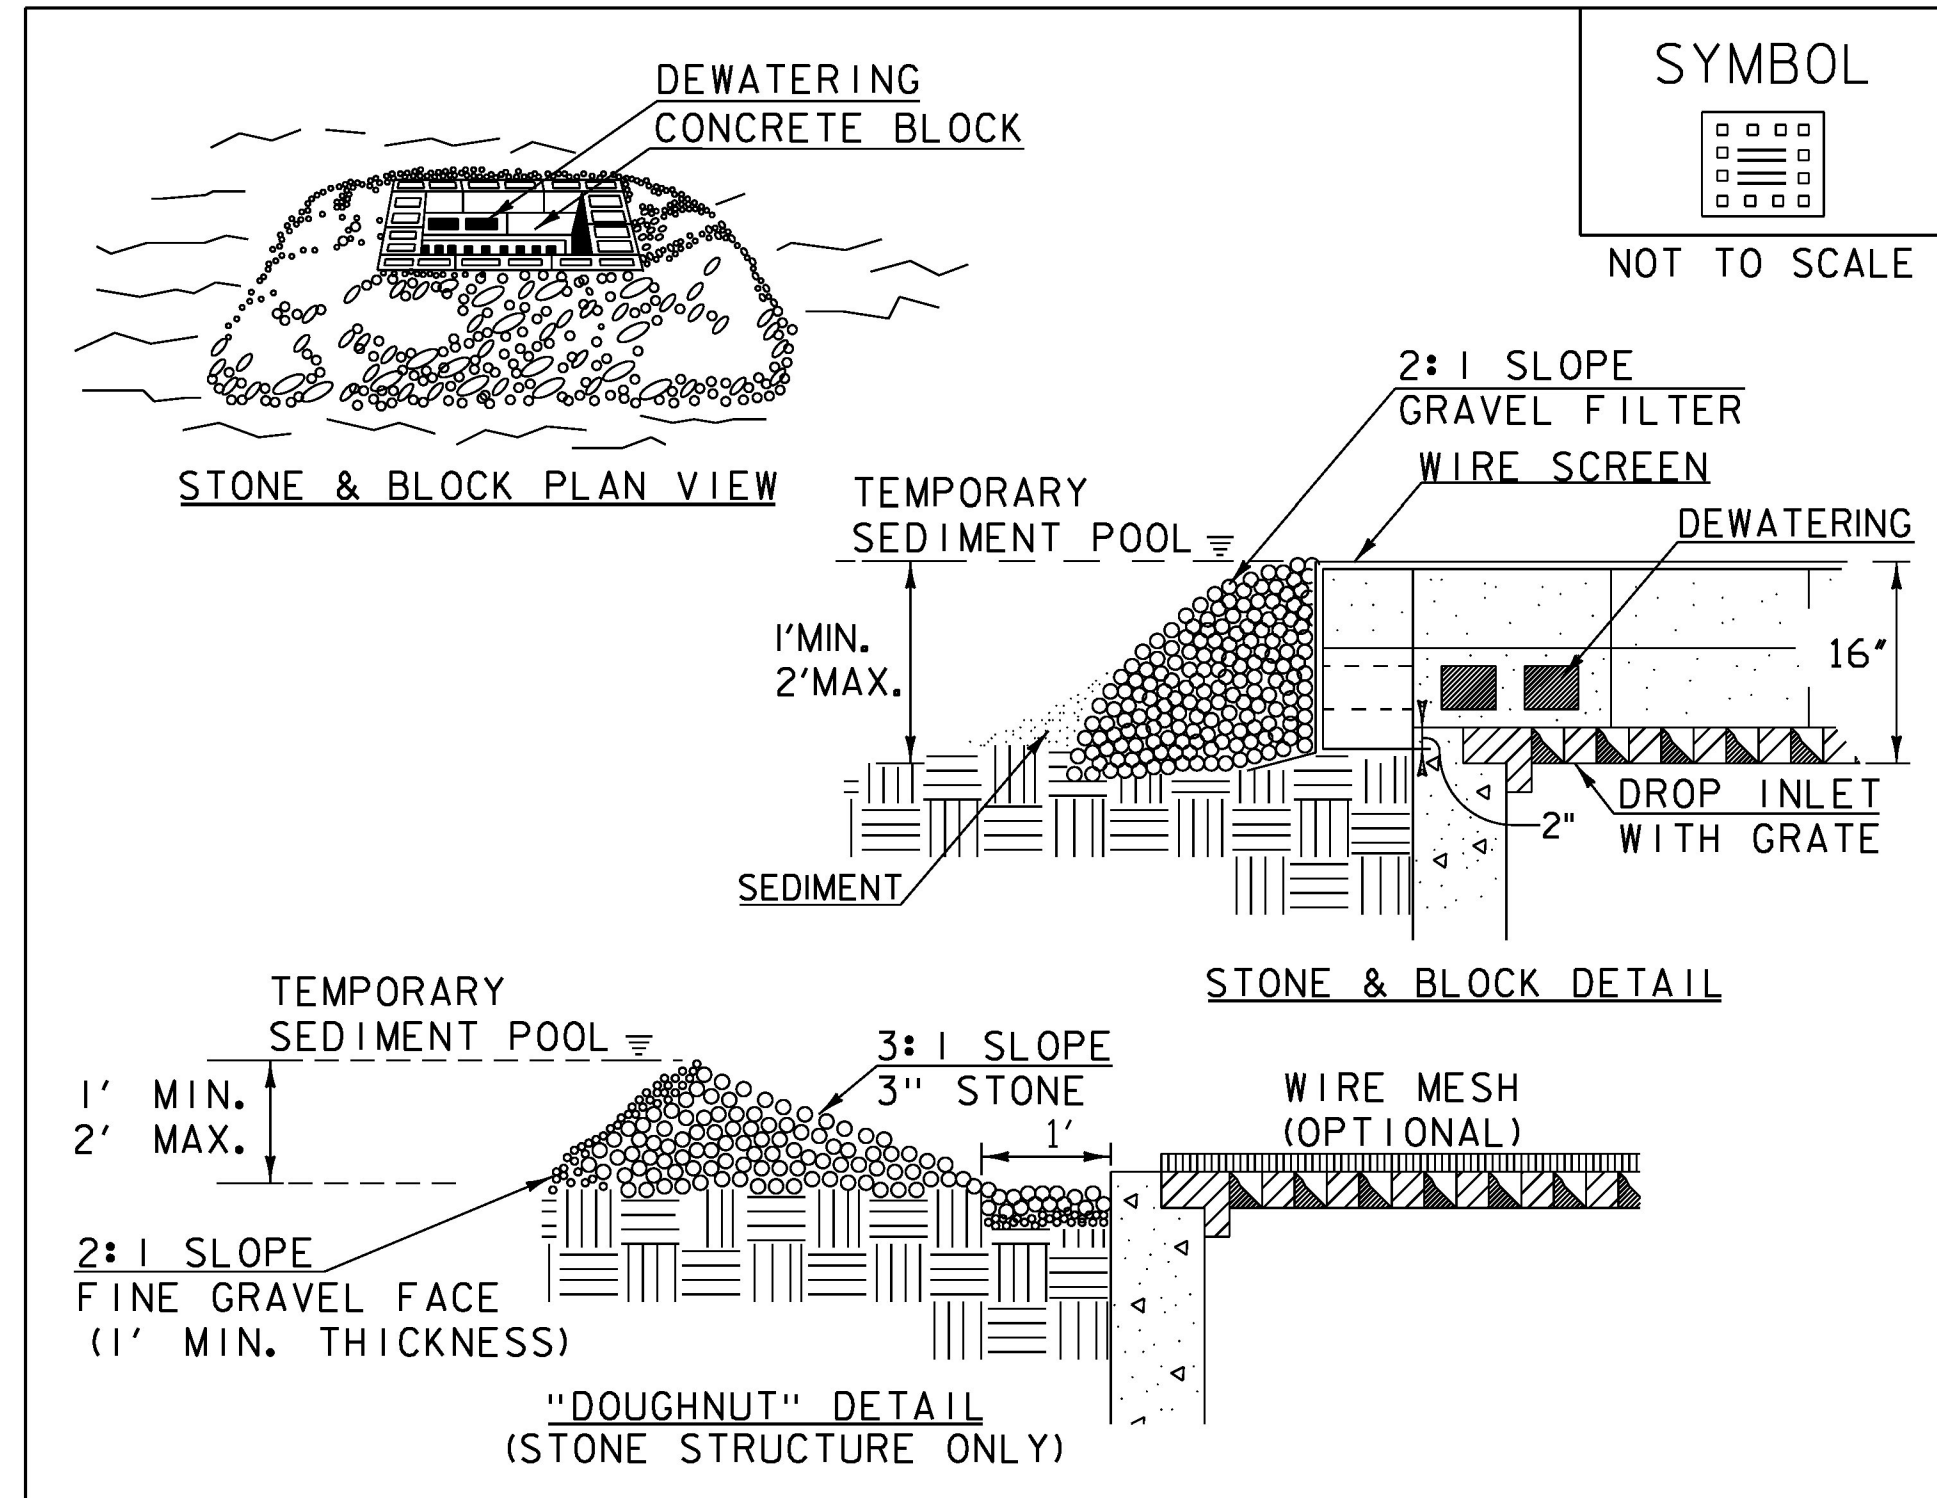 DEWATERING
CONCRETE BLOCK
STONE & BLOCK PLAN VIEW
SYMBOL
NOT TO SCALE
2:1 SLOPE
GRAVEL FILTER
WIRE SCREEN
DEWATERING
TEMPORARY
SEDIMENT POOL
1'MIN.
2'MAX.
16"
DROP INLET
WITH GRATE
2"
SEDIMENT
STONE & BLOCK DETAIL
TEMPORARY
SEDIMENT POOL
1' MIN.
2' MAX.
3:1 SLOPE
3" STONE
1'
WIRE MESH
(OPTIONAL)
2:1 SLOPE
FINE GRAVEL FACE
(1' MIN. THICKNESS)
"DOUGHNUT" DETAIL
(STONE STRUCTURE ONLY)